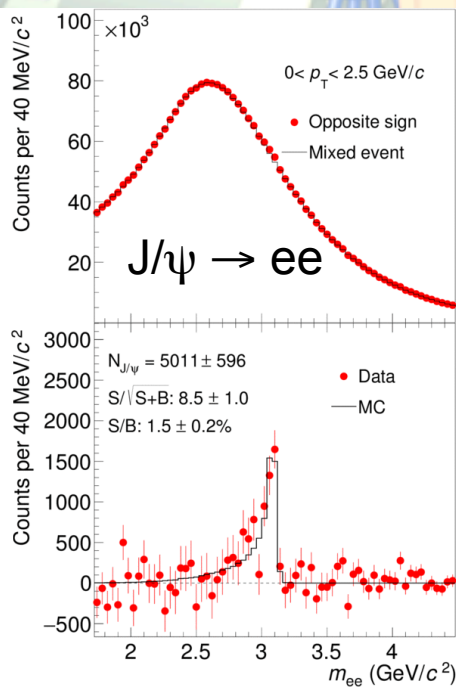 100 ×10³
80
60
40
20
Counts per 40 MeV/c²
0< p_T< 2.5 GeV/c
Opposite sign
Mixed event
J/ψ → ee
3000
2500
2000
1500
1000
500
0
−500
Counts per 40 MeV/c²
N_J/ψ = 5011 ± 596
S/√S+B: 8.5 ± 1.0
S/B: 1.5 ± 0.2%
Data
MC
2 2.5 3 3.5 4
m_ee (GeV/c²)